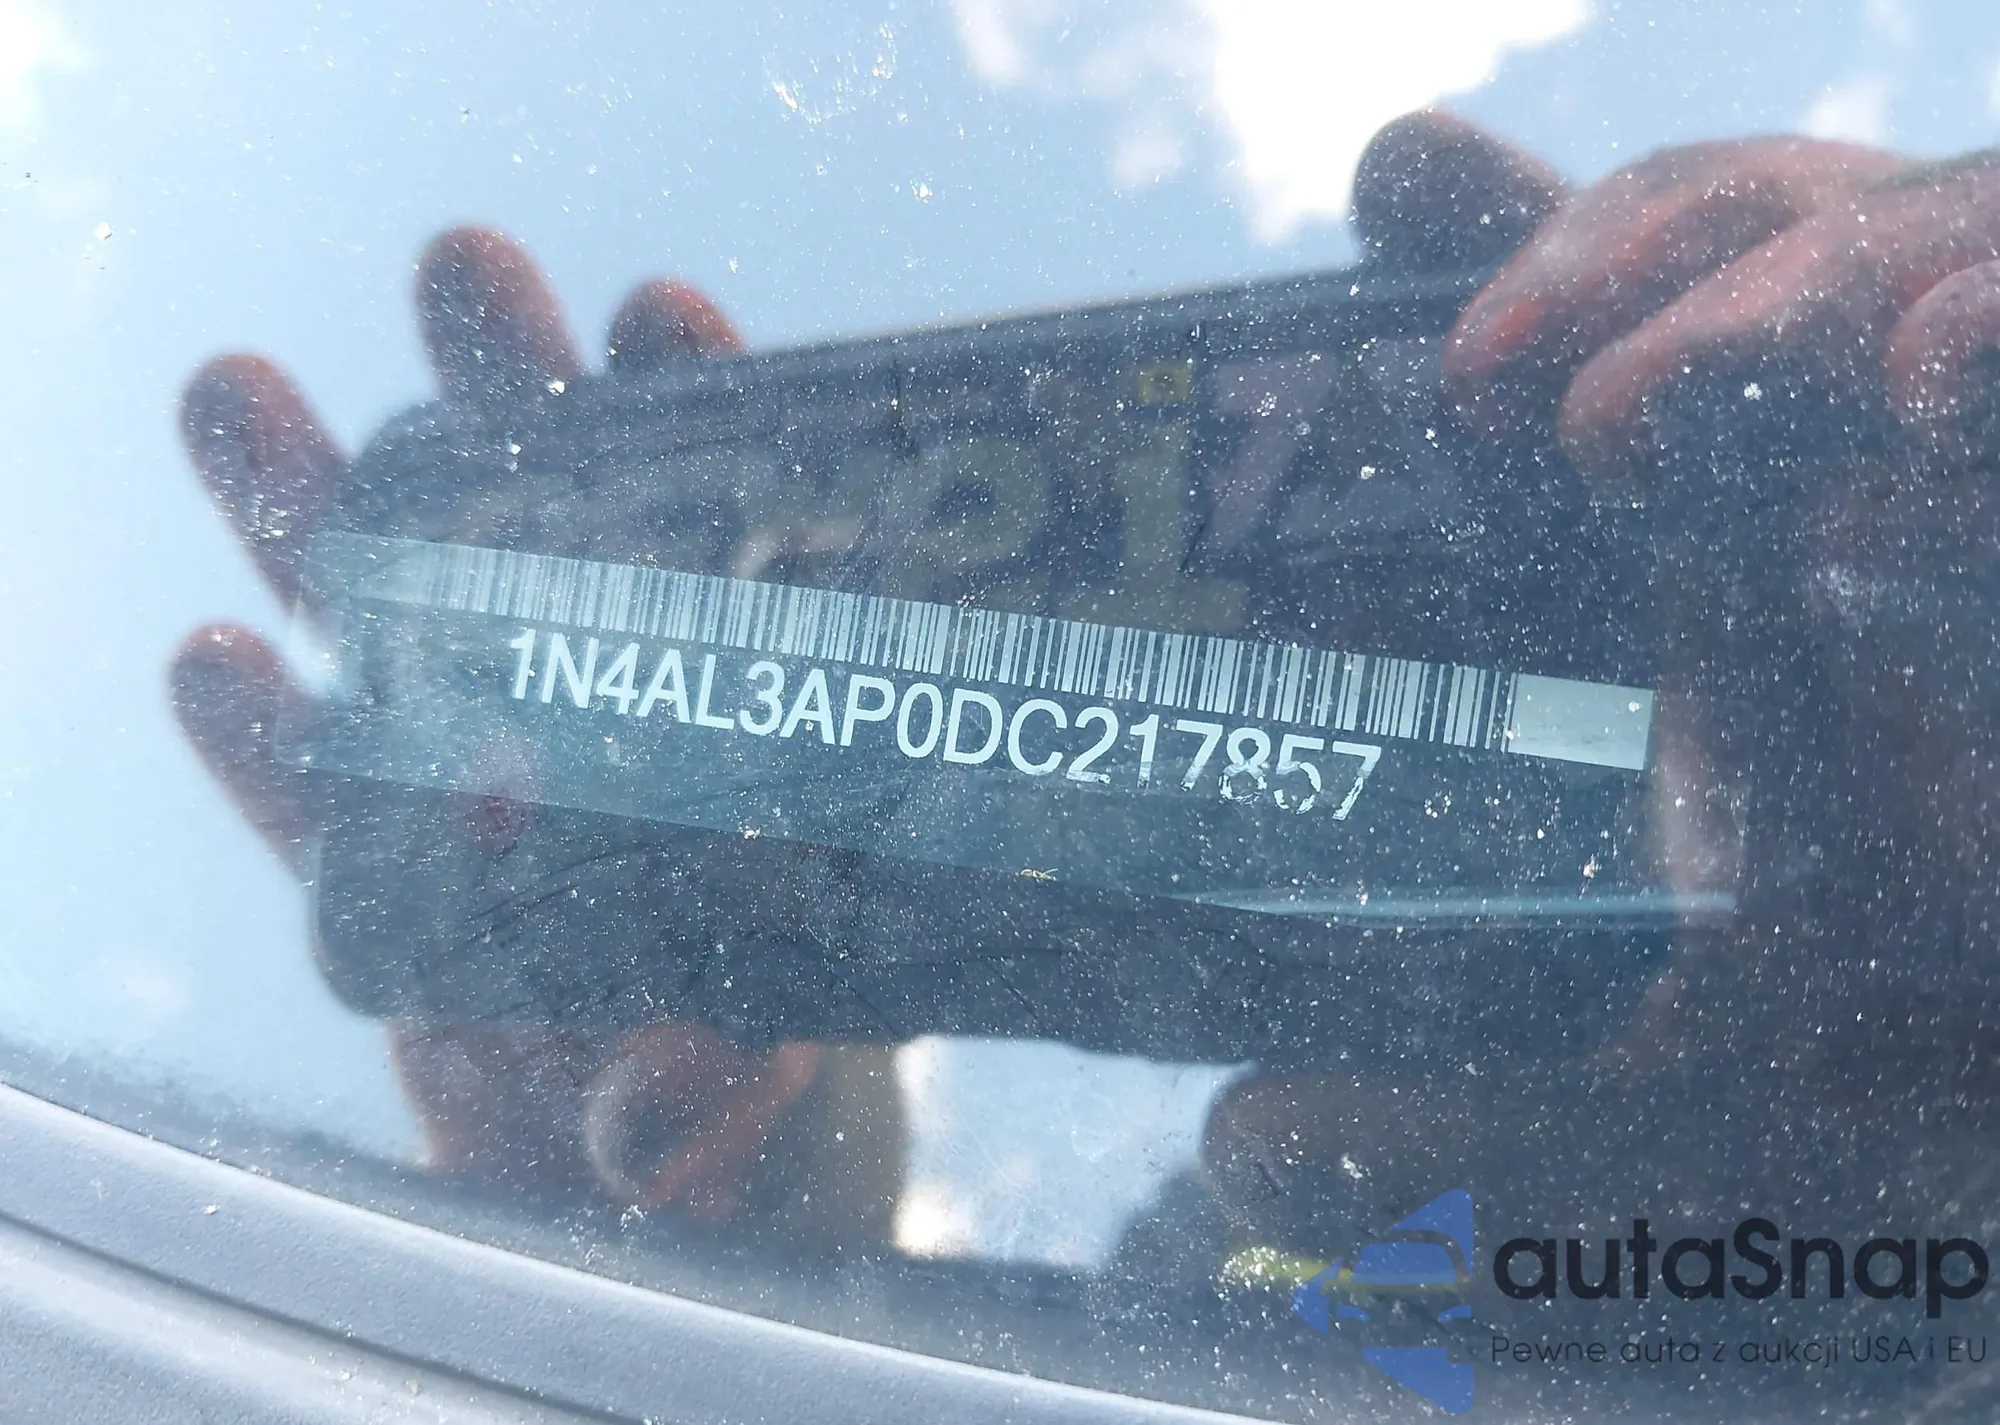 1N4AL3AP0DC217857
autaSnap
Pewne auta z aukcji USA i EU